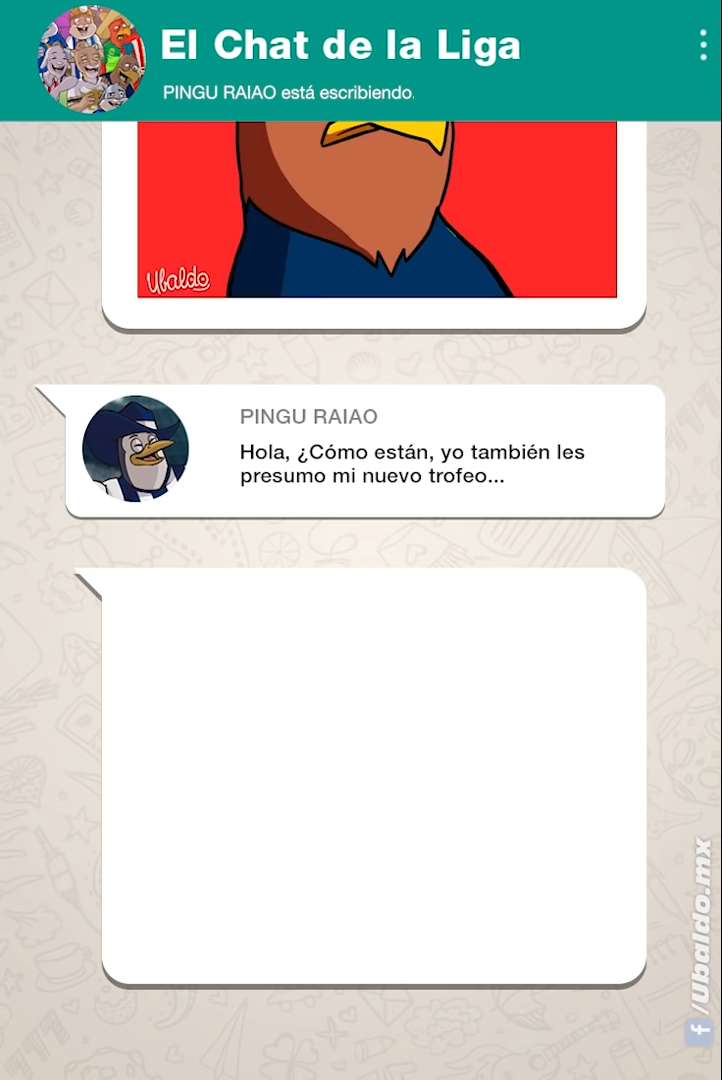 El Chat de la Liga
PINGU RAIAO está escribiendo.
Ubaldo
PINGU RAIAO
Hola, ¿Cómo están, yo también les
presumo mi nuevo trofeo...
f/Ubaldo.mx